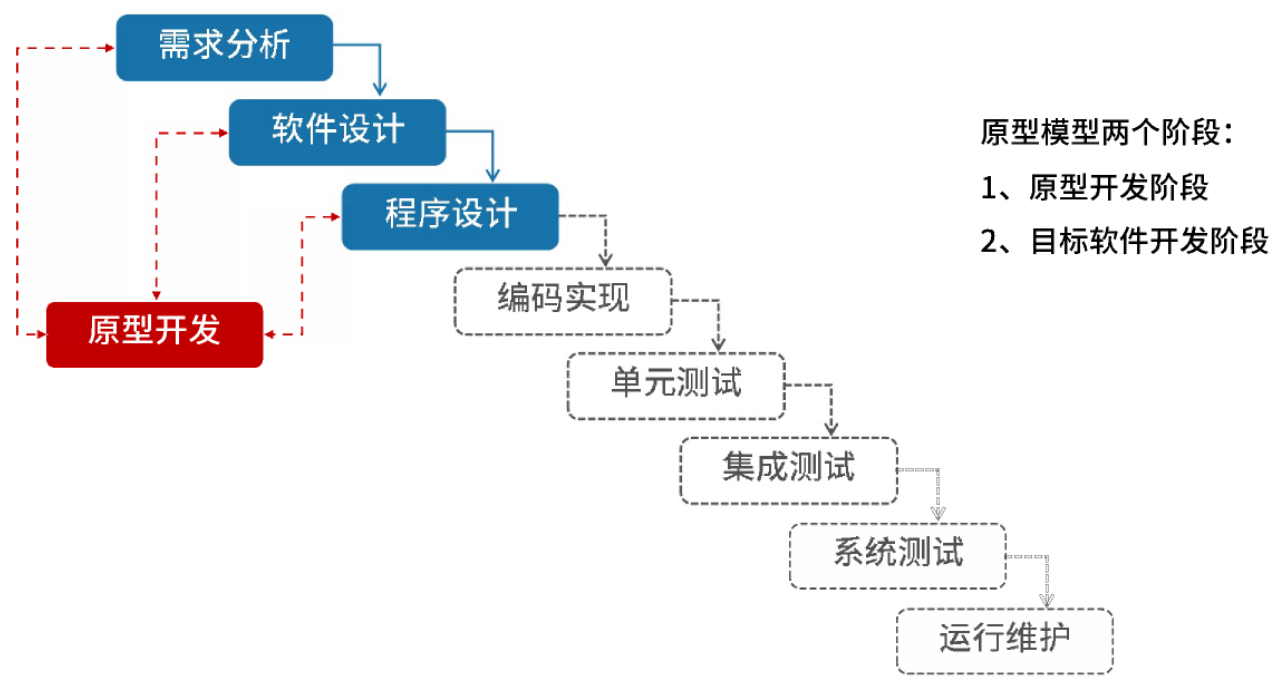 需求分析
软件设计
程序设计
原型开发
编码实现
单元测试
集成测试
系统测试
运行维护
原型模型两个阶段：
1、原型开发阶段
2、目标软件开发阶段